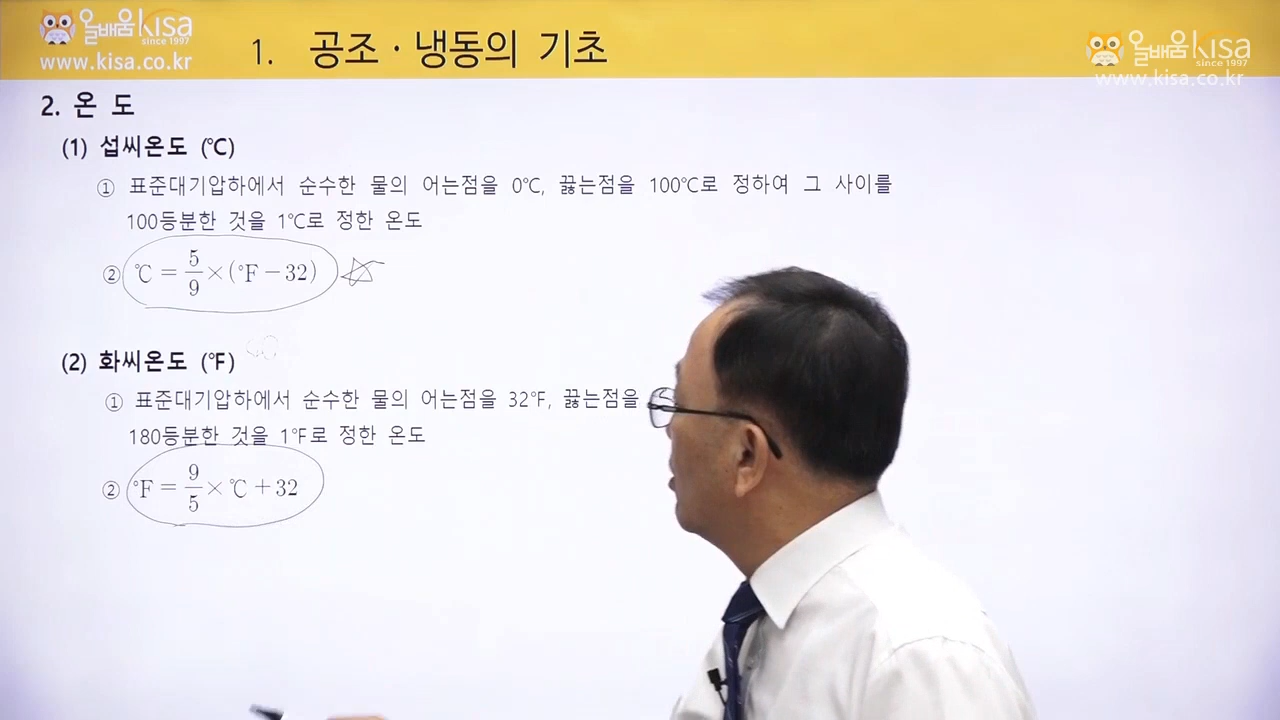 올배움kisa
since 1997
www.kisa.co.kr
1. 공조·냉동의 기초
올배움kisa
since 1997
www.kisa.co.kr
2. 온 도
(1) 섭씨온도 (℃)
① 표준대기압하에서 순수한 물의 어는점을 0℃, 끓는점을 100℃로 정하여 그 사이를
100등분한 것을 1℃로 정한 온도
② ℃ = 5/9 × (℉ − 32)
(2) 화씨온도 (℉)
① 표준대기압하에서 순수한 물의 어는점을 32℉, 끓는점을
180등분한 것을 1℉로 정한 온도
② ℉ = 9/5 × ℃ + 32